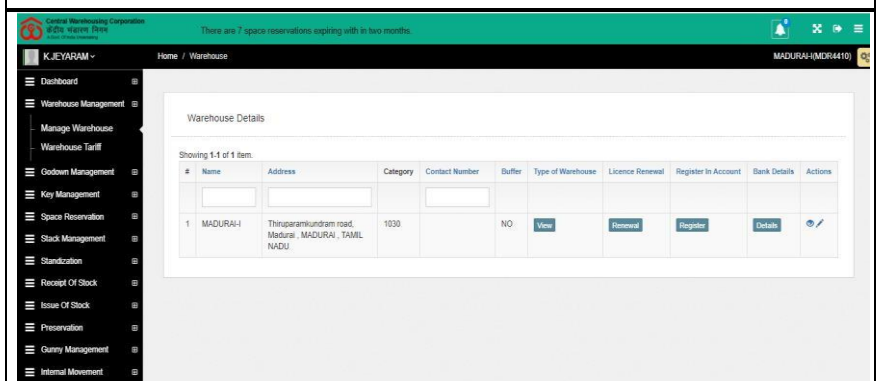 Central Warehousing Corporation
केंद्रीय भंडारण निगम
There are 7 space reservations expiring with in two months.
0
K.JEYARAM
Home / Warehouse
MADURAI-I(MDR4410)
Dashboard
Warehouse Management
Manage Warehouse
Warehouse Tariff
Godown Management
Key Management
Space Reservation
Stack Management
Standization
Receipt Of Stock
Issue Of Stock
Preservation
Gunny Management
Internal Movement
Warehouse Details
Showing 1-1 of 1 item.
# Name Address Category Contact Number Buffer Type of Warehouse Licence Renewal Register In Account Bank Details Actions
1 MADURAI-I Thiruparamkundram road, 1030 NO View Renewal Register Details
Madurai , MADURAI , TAMIL
NADU